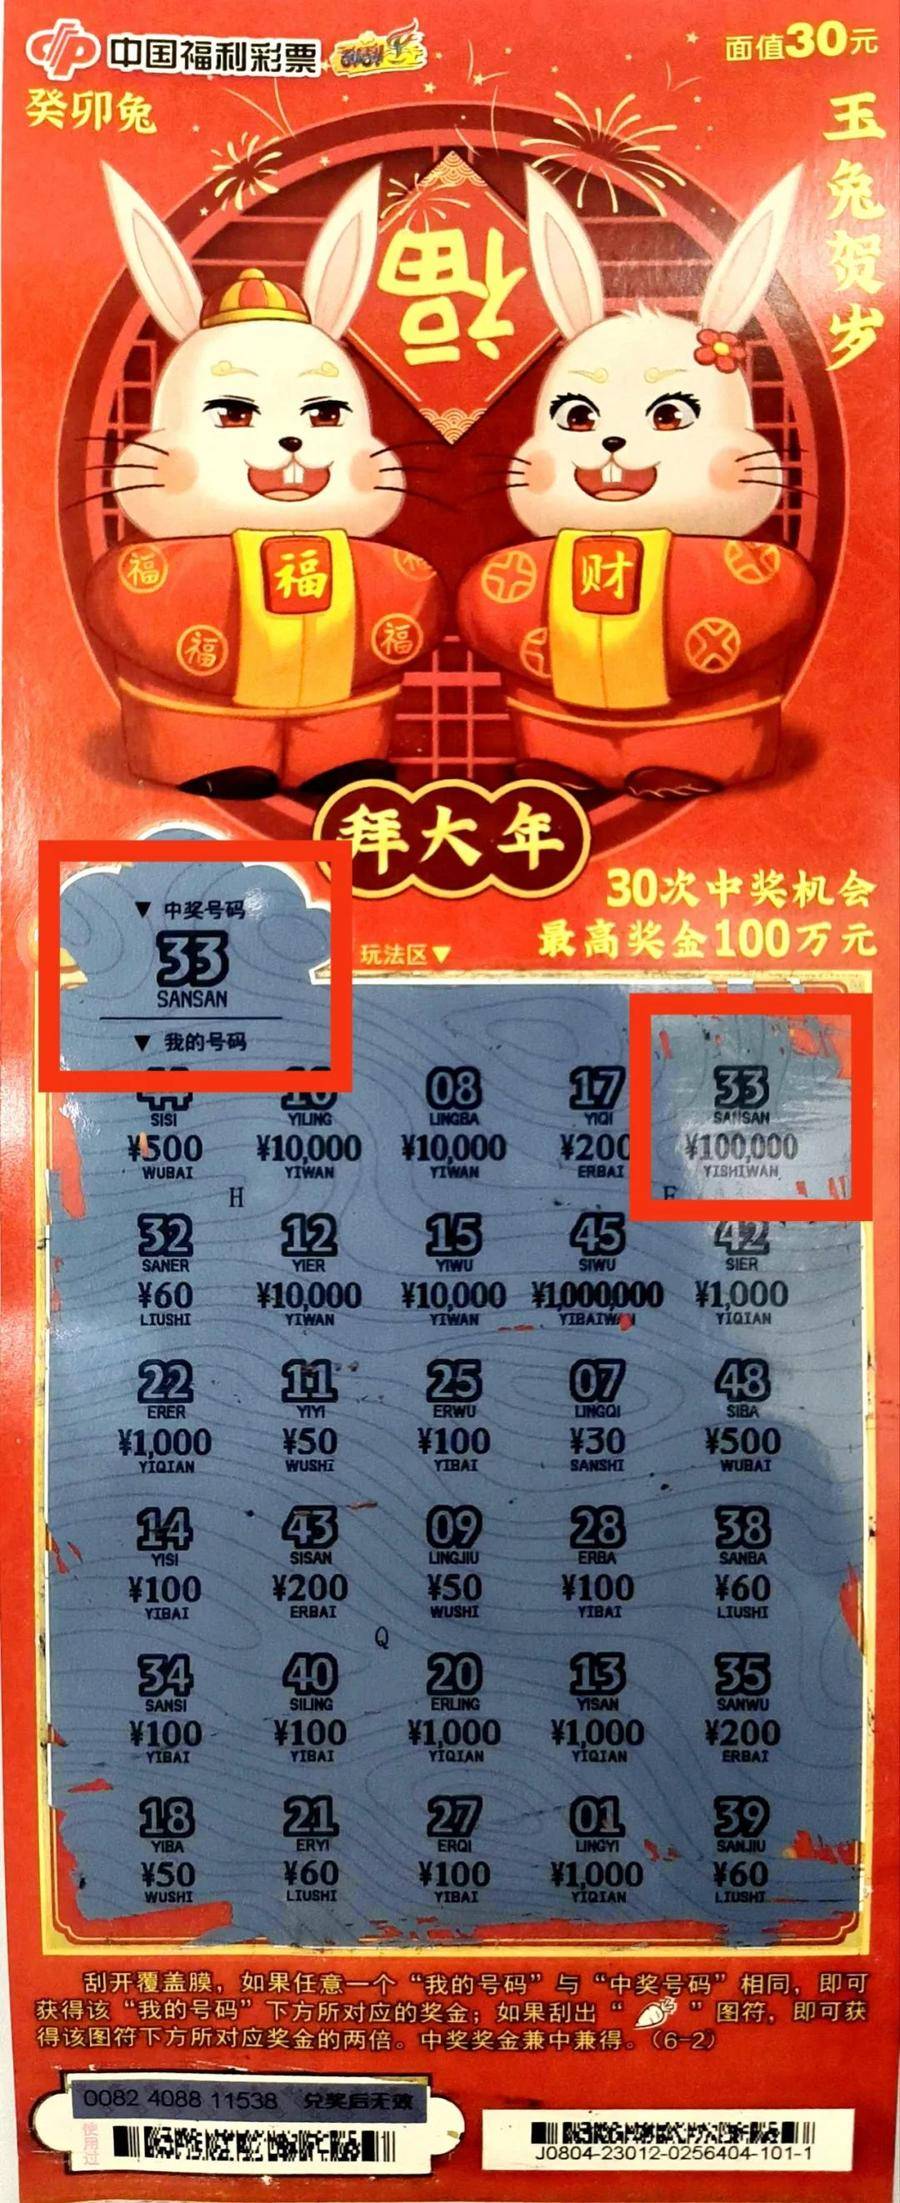 中国福利彩票
面值30元
癸卯兔
玉兔贺岁
福
福 财
福 福
福 福
拜大年
30次中奖机会
最高奖金100万元
▼ 中奖号码
33
SANSAN
玩法区▼
▼ 我的号码
44 10 08 17 33
SISI YILING LINGBA YIQI SANSAN
¥500 ¥10,000 ¥10,000 ¥200 ¥100,000
WUBAI YIWAN YIWAN ERBAI YISHIWAN
H
32 12 15 45 42
SANER YIER YIWU SIWU SIER
¥60 ¥10,000 ¥10,000 ¥1000000 ¥1,000
LIUSHI YIWAN YIWAN YIBAIWAN YIQIAN
22 11 25 07 48
ERER YIYI ERWU LINGQI SIBA
¥1,000 ¥50 ¥100 ¥30 ¥500
YIQIAN WUSHI YIBAI SANSHI WUBAI
14 43 09 28 38
YISI SISAN LINGJIU ERBA SANBA
¥100 ¥200 ¥50 ¥100 ¥60
YIBAI ERBAI WUSHI YIBAI LIUSHI
Q
34 40 20 13 35
SANSI SILING ERLING YISAN SANWU
¥100 ¥100 ¥1,000 ¥1,000 ¥200
YIBAI YIBAI YIQIAN YIQIAN ERBAI
18 21 27 01 39
YIBA ERYI ERQI LINGYI SANJIU
¥50 ¥60 ¥100 ¥1,000 ¥60
WUSHI LIUSHI YIBAI YIQIAN LIUSHI
刮开覆盖膜，如果任意一个“我的号码”与“中奖号码”相同，即可
获得该“我的号码”下方所对应的奖金；如果刮出“ ”图符，即可获
得该图符下方所对应奖金的两倍。中奖奖金兼中兼得。（6-2）
0082 4088 11538 兑奖后无效
使用过
J0804-23012-0256404-101-1